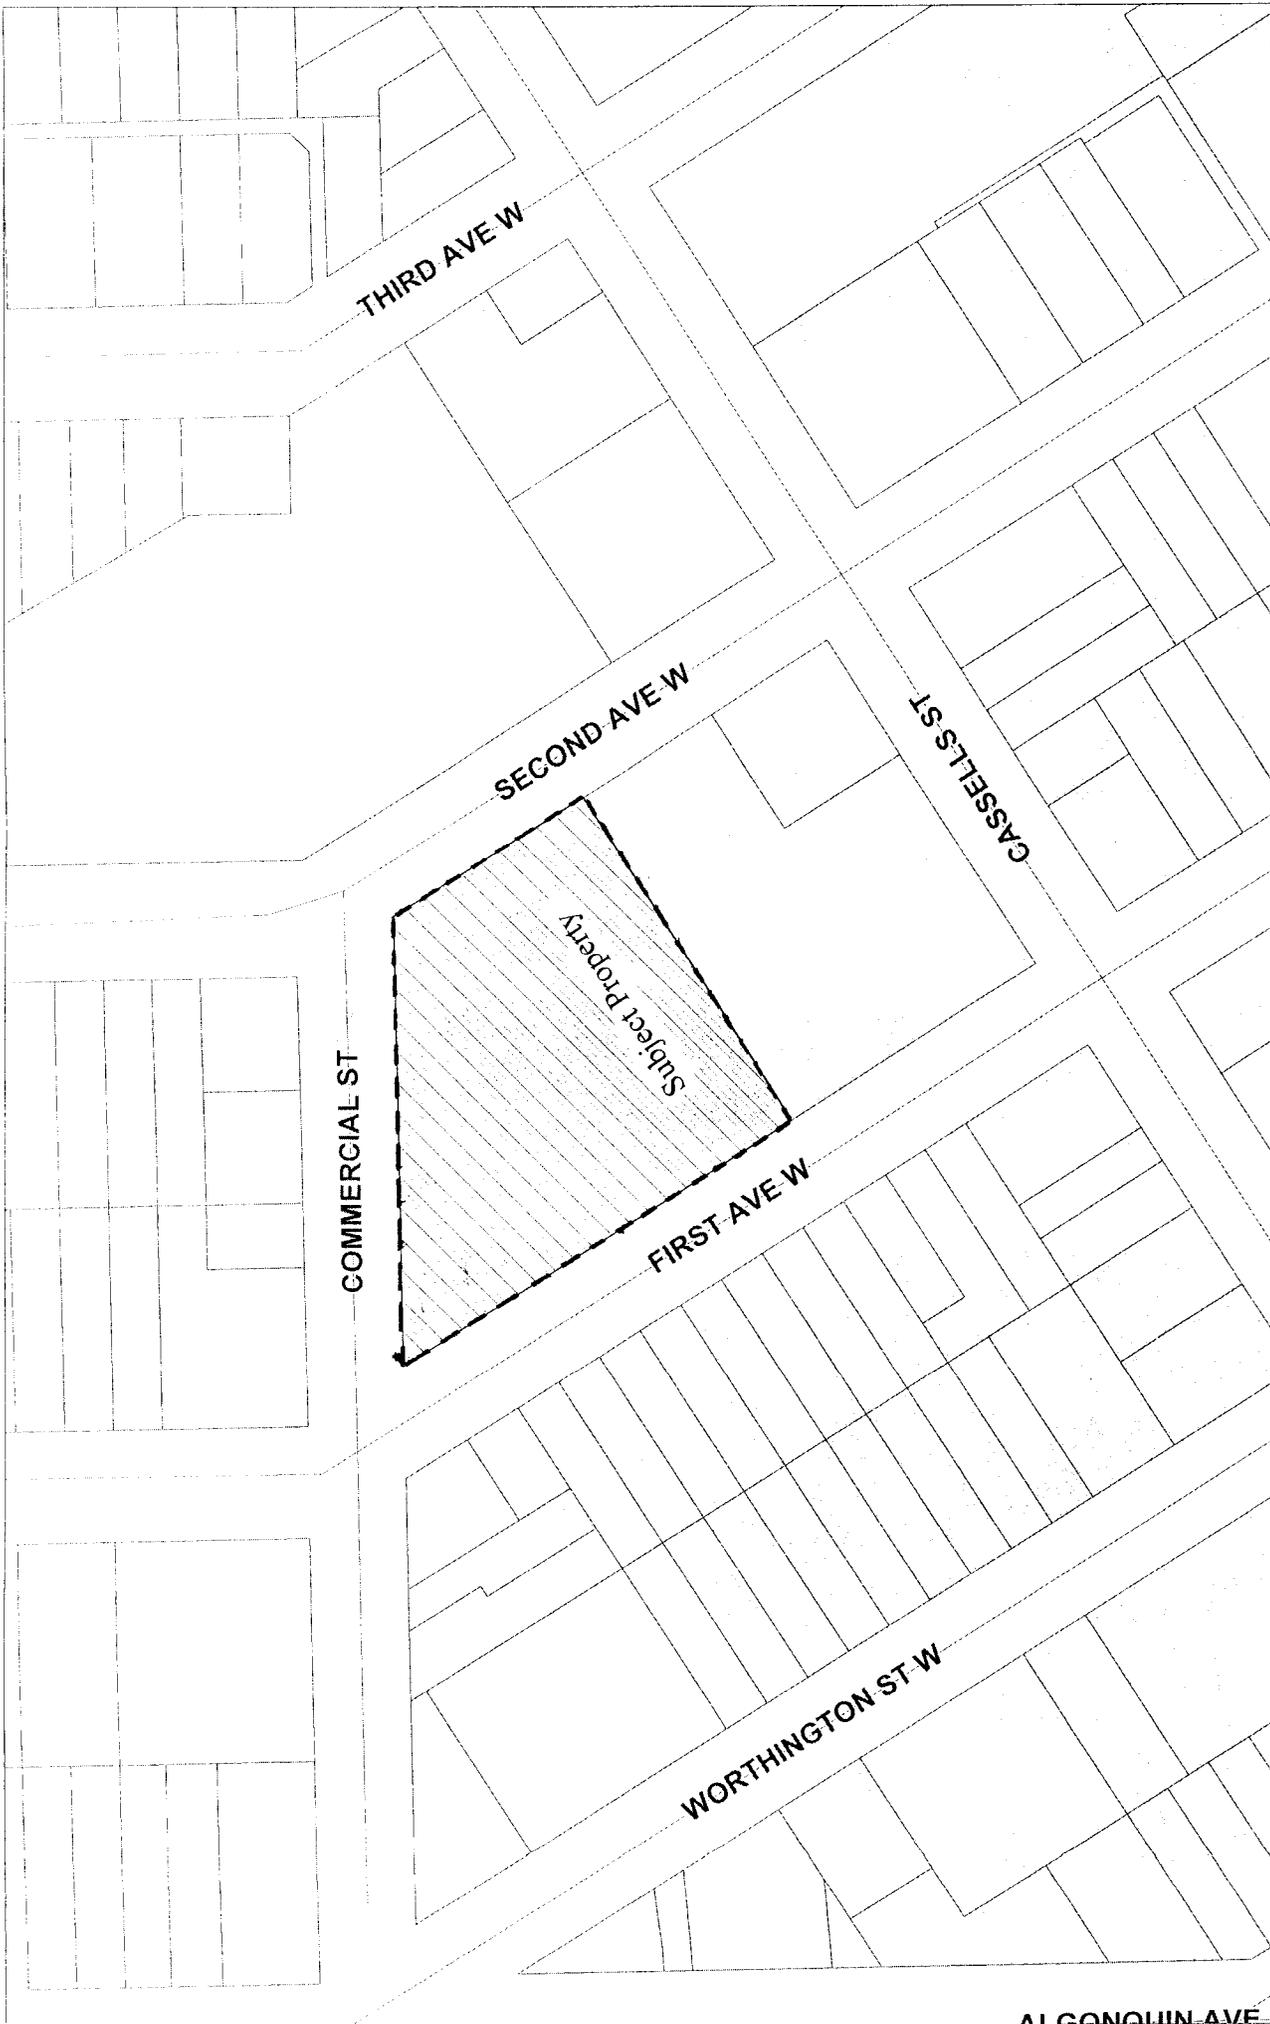 THIRD AVE W
SECOND AVE W
CASSELLS ST
Subject Property
COMMERCIAL ST
FIRST AVE W
WORTHINGTON ST W
ALGONQUIN AVE